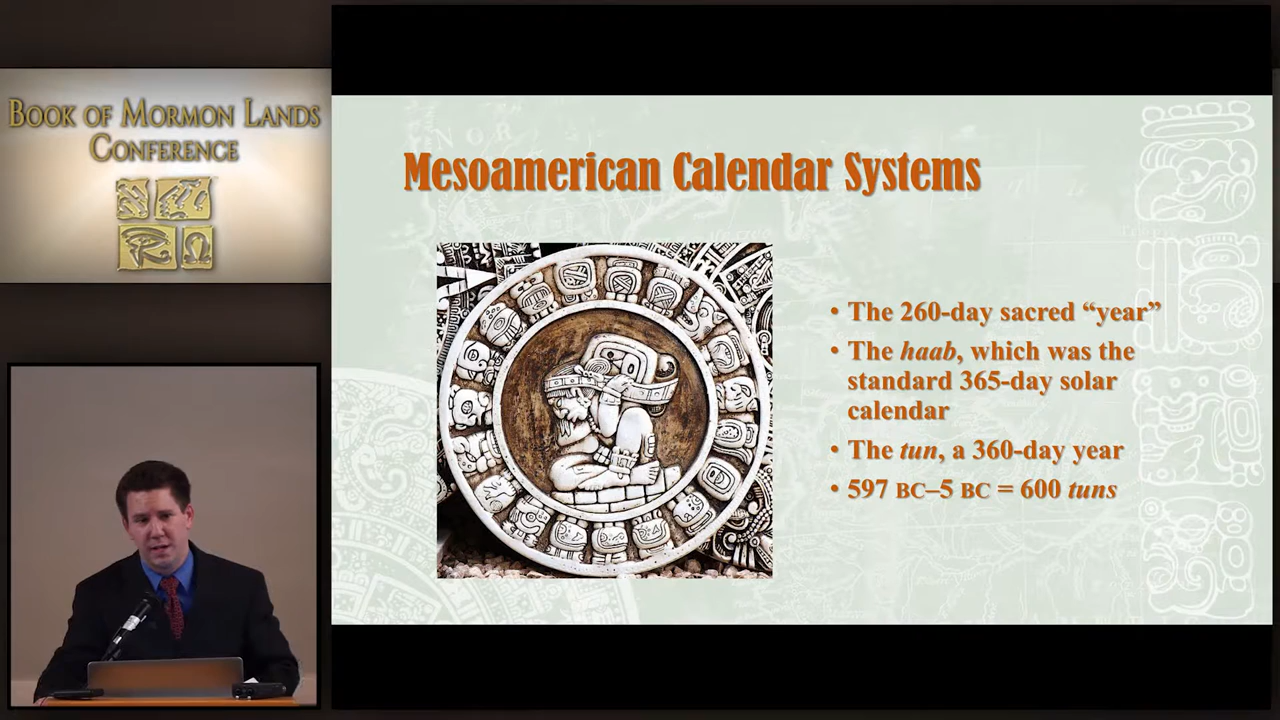 BOOK OF MORMON LANDS
CONFERENCE
Mesoamerican Calendar Systems
• The 260-day sacred “year”
• The haab, which was the
standard 365-day solar
calendar
• The tun, a 360-day year
• 597 BC–5 BC = 600 tuns